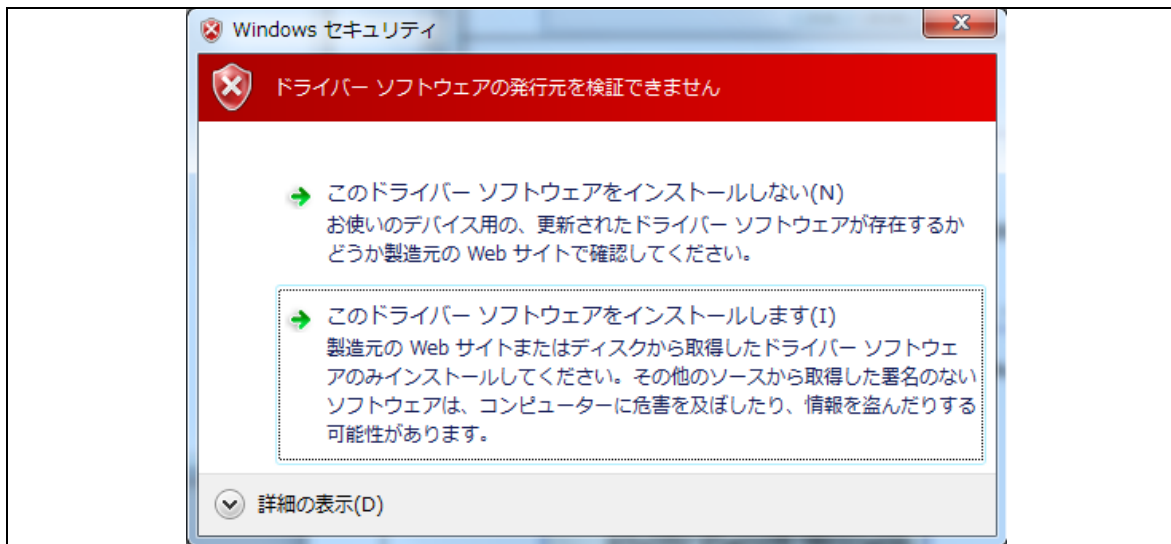 Windows セキュリティ
ドライバー ソフトウェアの発行元を検証できません
このドライバー ソフトウェアをインストールしない(N)
お使いのデバイス用の、更新されたドライバー ソフトウェアが存在するか
どうか製造元の Web サイトで確認してください。
このドライバー ソフトウェアをインストールします(I)
製造元の Web サイトまたはディスクから取得したドライバー ソフトウェ
アのみインストールしてください。その他のソースから取得した署名のない
ソフトウェアは、コンピューターに危害を及ぼしたり、情報を盗んだりする
可能性があります。
詳細の表示(D)